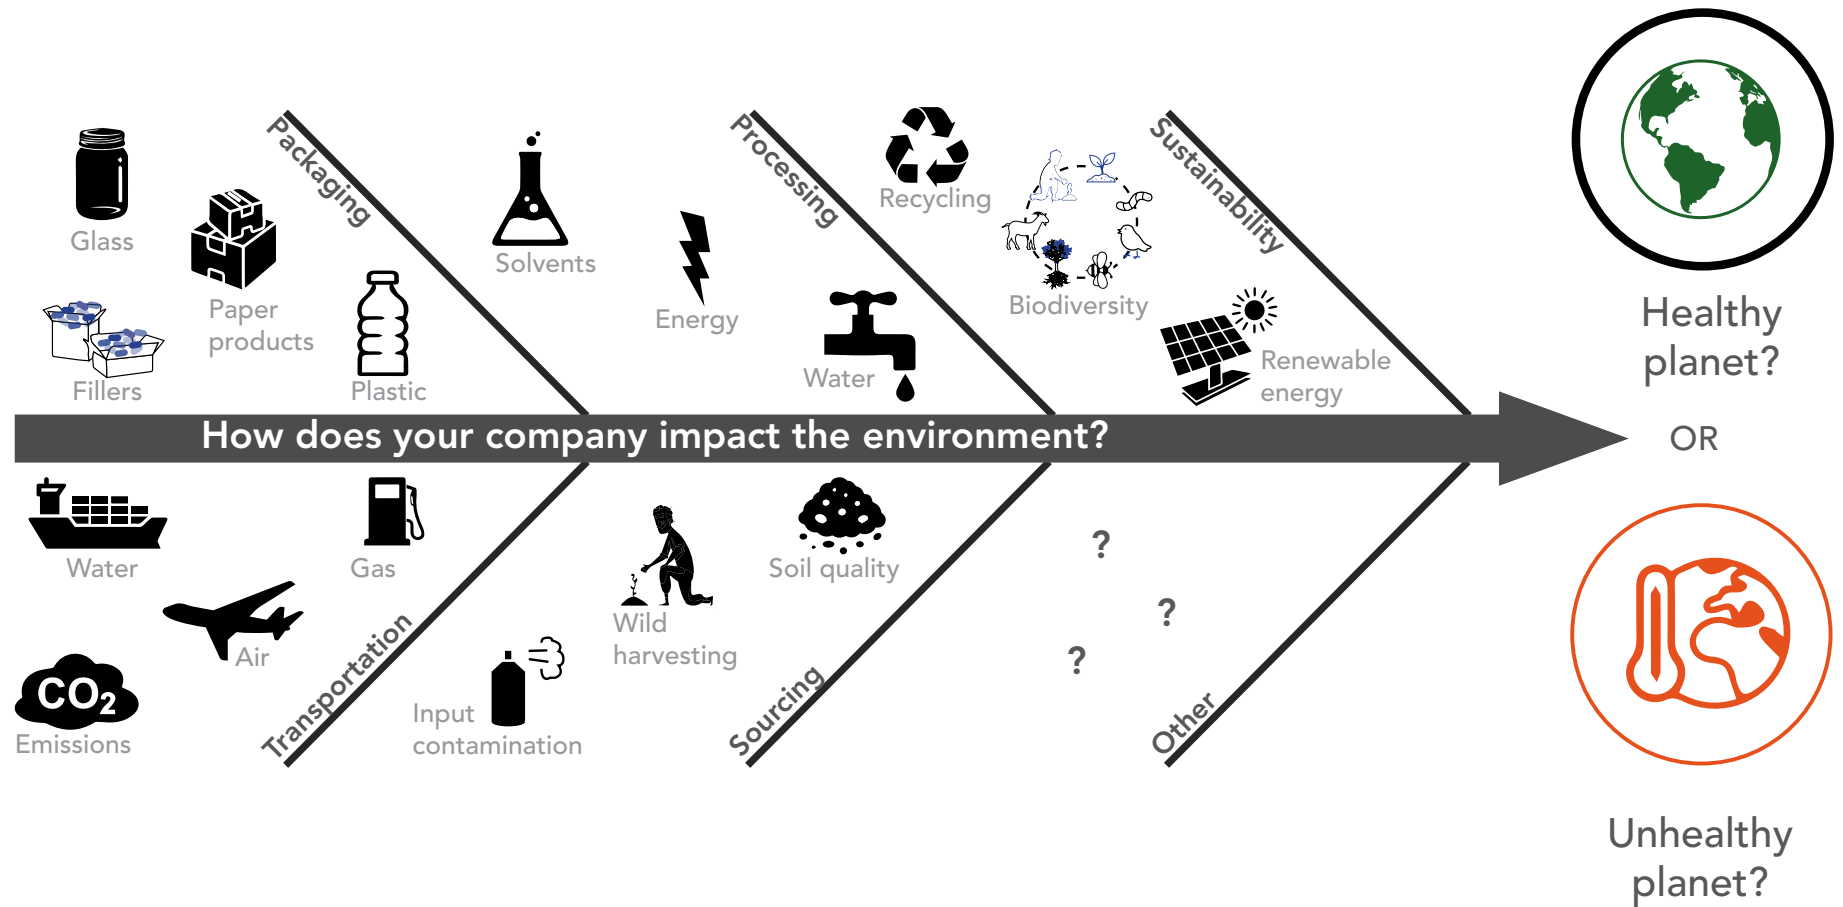 Packaging
Glass
Paper
products
Fillers
Plastic
Processing
Solvents
Energy
Water
Sustainability
Recycling
Biodiversity
Renewable
energy
How does your company impact the environment?
Healthy
planet?
OR
Unhealthy
planet?
Water
Gas
Air
CO2
Emissions
Transportation
Soil quality
Wild
harvesting
Input
contamination
Sourcing
?
?
?
Other